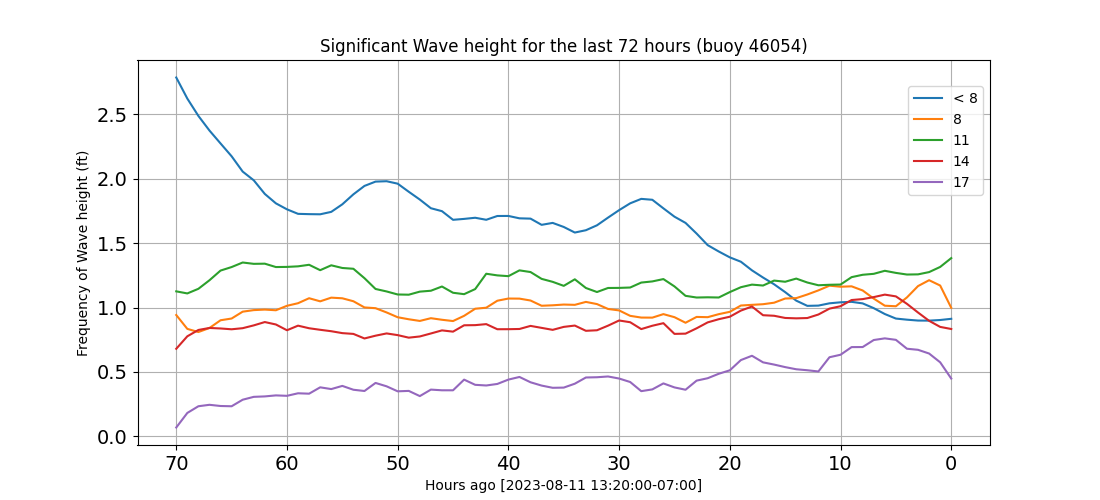 Significant Wave height for the last 72 hours (buoy 46054)
Frequency of Wave height (ft)
2.5
2.0
1.5
1.0
0.5
0.0
< 8
8
11
14
17
70 60 50 40 30 20 10 0
Hours ago [2023-08-11 13:20:00-07:00]